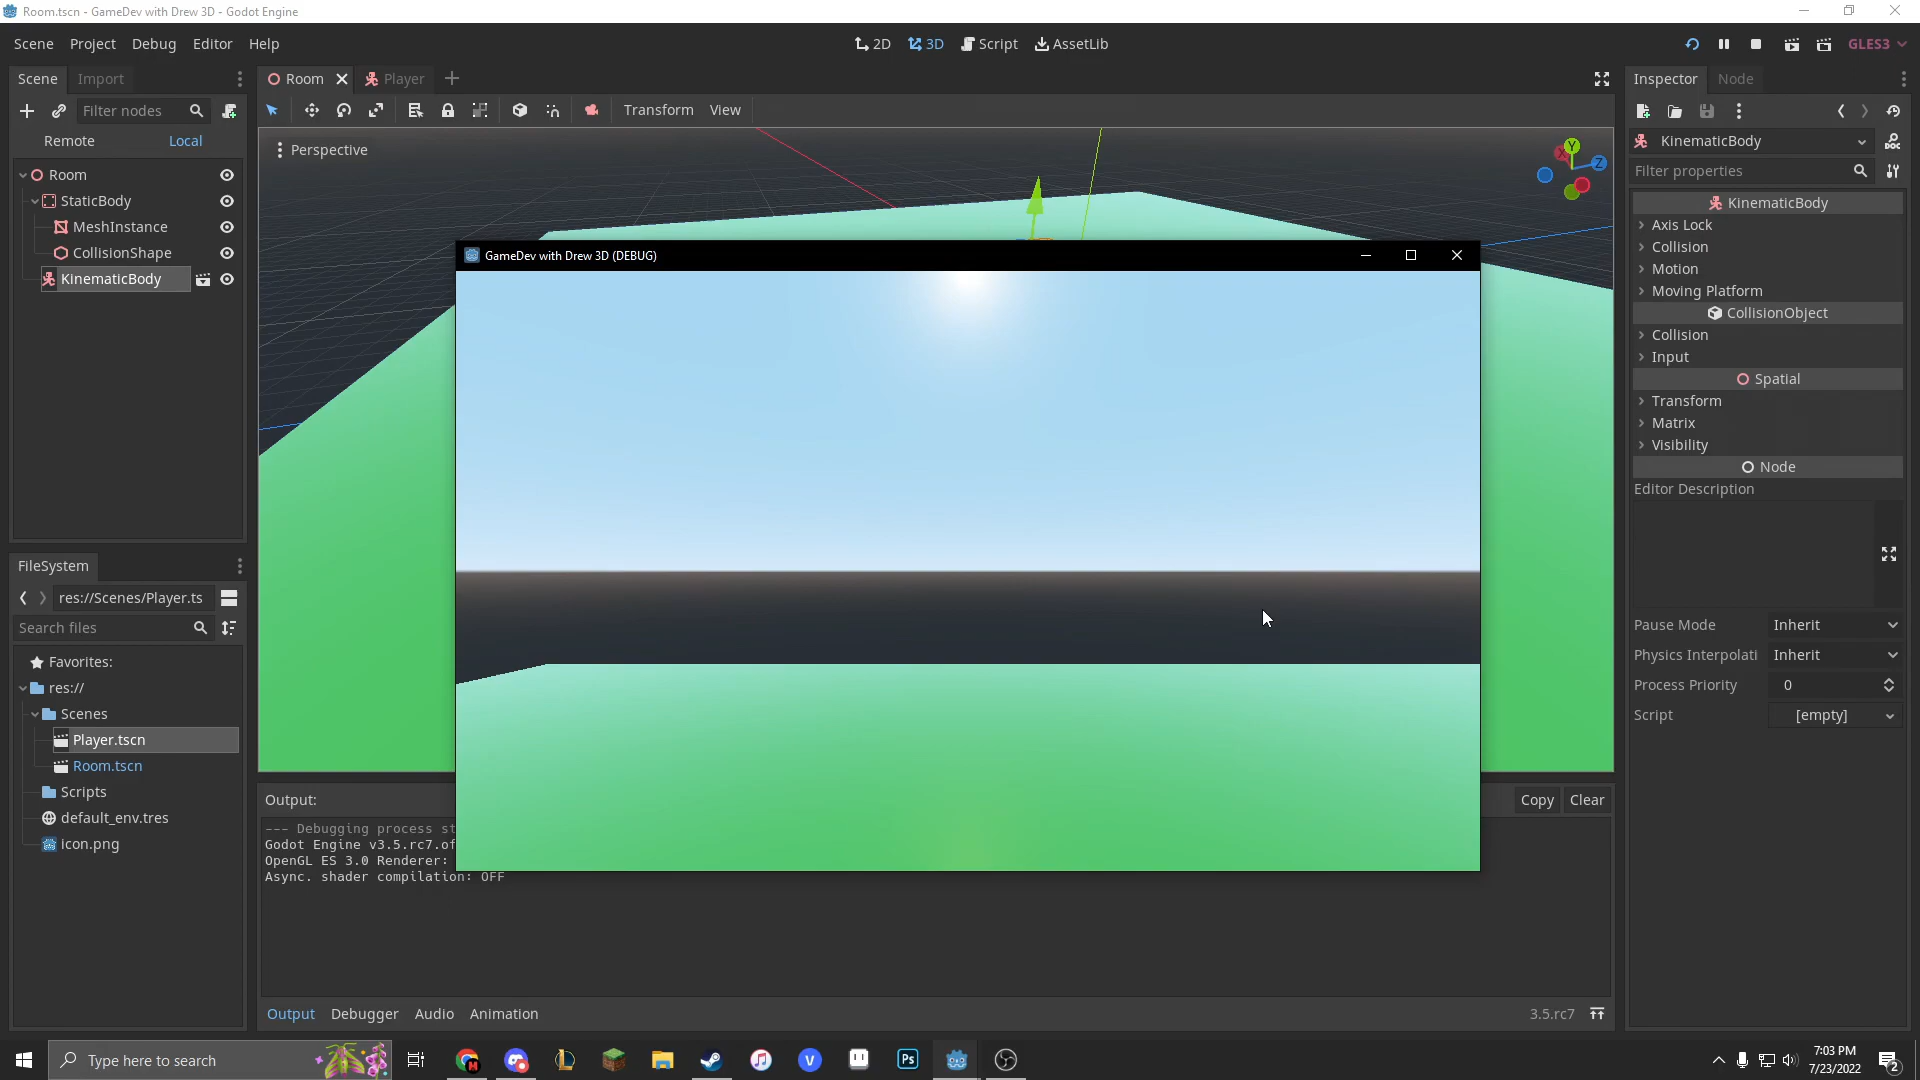 Room.tscn - GameDev with Drew 3D - Godot Engine
Scene Project Debug Editor Help
2D 3D Script AssetLib
GLES3
Scene Import
Filter nodes
Remote Local
Room
StaticBody
MeshInstance
CollisionShape
KinematicBody
FileSystem
res://Scenes/Player.ts
Search files
Favorites:
res://
Scenes
Player.tscn
Room.tscn
Scripts
default_env.tres
icon.png
Room Player
Transform View
Perspective
X Y Z
GameDev with Drew 3D (DEBUG)
Output:
Copy Clear
--- Debugging process st
Godot Engine v3.5.rc7.of
OpenGL ES 3.0 Renderer:
Async. shader compilation: OFF
Output Debugger Audio Animation
3.5.rc7
Inspector Node
KinematicBody
Filter properties
KinematicBody
Axis Lock
Collision
Motion
Moving Platform
CollisionObject
Collision
Input
Spatial
Transform
Matrix
Visibility
Node
Editor Description
Pause Mode Inherit
Physics Interpolati Inherit
Process Priority 0
Script [empty]
Type here to search
M
V
Ps
7:03 PM
7/23/2022
2